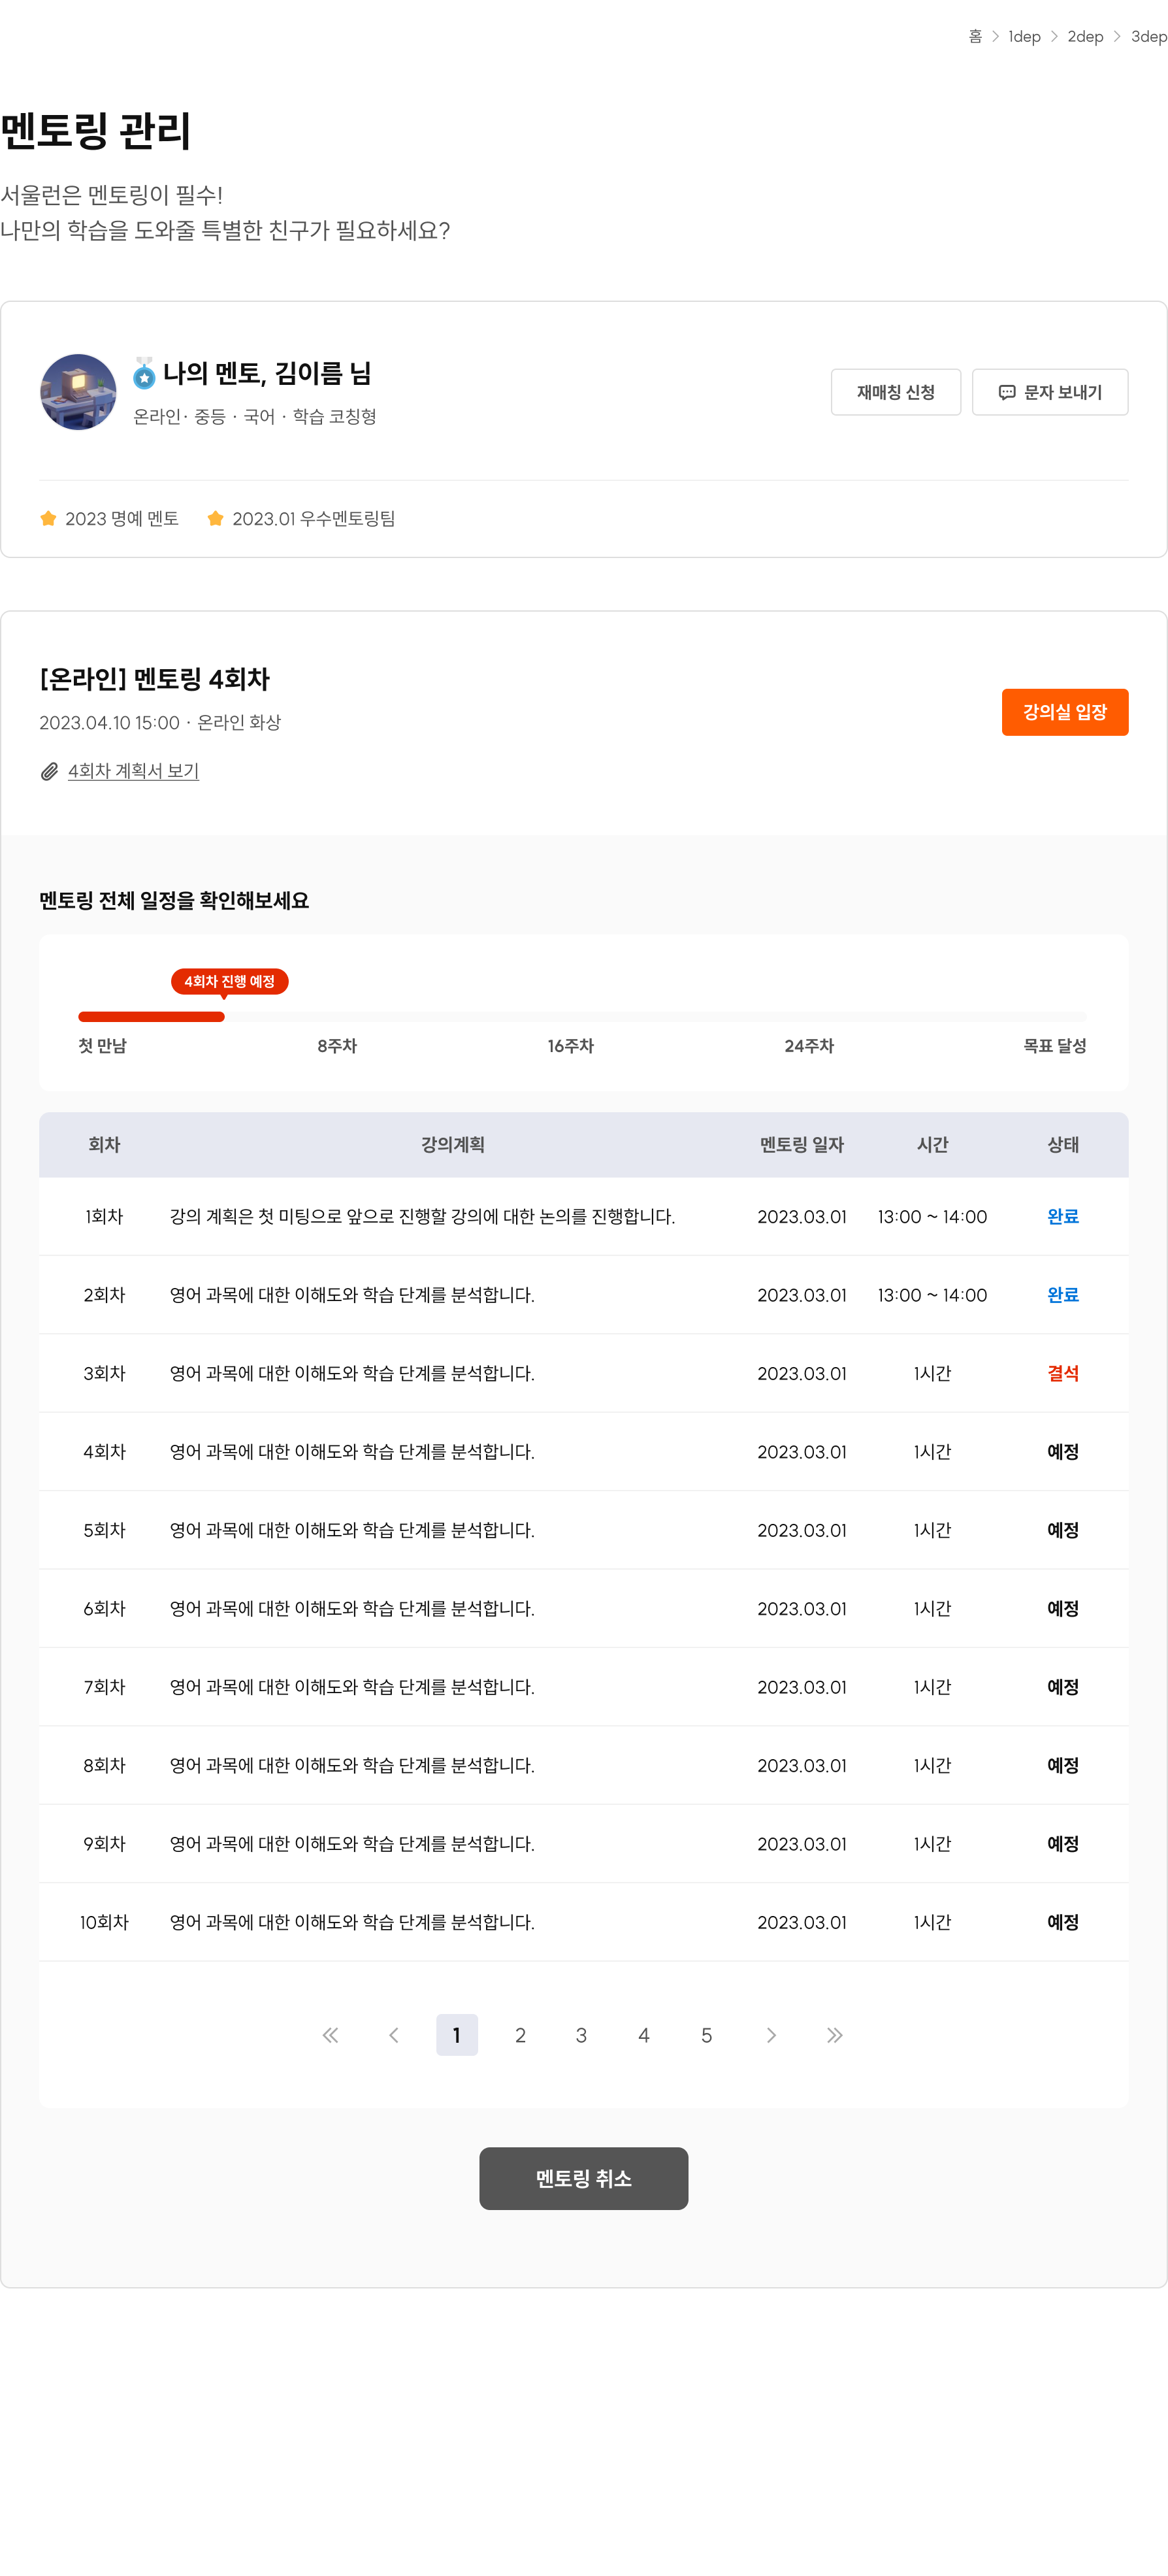 홈 > 1dep > 2dep > 3dep
멘토링 관리
서울런은 멘토링이 필수!
나만의 학습을 도와줄 특별한 친구가 필요하세요?
나의 멘토, 김이름 님
온라인· 중등 · 국어 · 학습 코칭형
재매칭 신청
문자 보내기
2023 명예 멘토
2023.01 우수멘토링팀
[온라인] 멘토링 4회차
2023.04.10 15:00 · 온라인 화상
4회차 계획서 보기
강의실 입장
멘토링 전체 일정을 확인해보세요
4회차 진행 예정
첫 만남 8주차 16주차 24주차 목표 달성
회차 강의계획 멘토링 일자 시간 상태
1회차 강의 계획은 첫 미팅으로 앞으로 진행할 강의에 대한 논의를 진행합니다. 2023.03.01 13:00 ~ 14:00 완료
2회차 영어 과목에 대한 이해도와 학습 단계를 분석합니다. 2023.03.01 13:00 ~ 14:00 완료
3회차 영어 과목에 대한 이해도와 학습 단계를 분석합니다. 2023.03.01 1시간 결석
4회차 영어 과목에 대한 이해도와 학습 단계를 분석합니다. 2023.03.01 1시간 예정
5회차 영어 과목에 대한 이해도와 학습 단계를 분석합니다. 2023.03.01 1시간 예정
6회차 영어 과목에 대한 이해도와 학습 단계를 분석합니다. 2023.03.01 1시간 예정
7회차 영어 과목에 대한 이해도와 학습 단계를 분석합니다. 2023.03.01 1시간 예정
8회차 영어 과목에 대한 이해도와 학습 단계를 분석합니다. 2023.03.01 1시간 예정
9회차 영어 과목에 대한 이해도와 학습 단계를 분석합니다. 2023.03.01 1시간 예정
10회차 영어 과목에 대한 이해도와 학습 단계를 분석합니다. 2023.03.01 1시간 예정
1 2 3 4 5
멘토링 취소